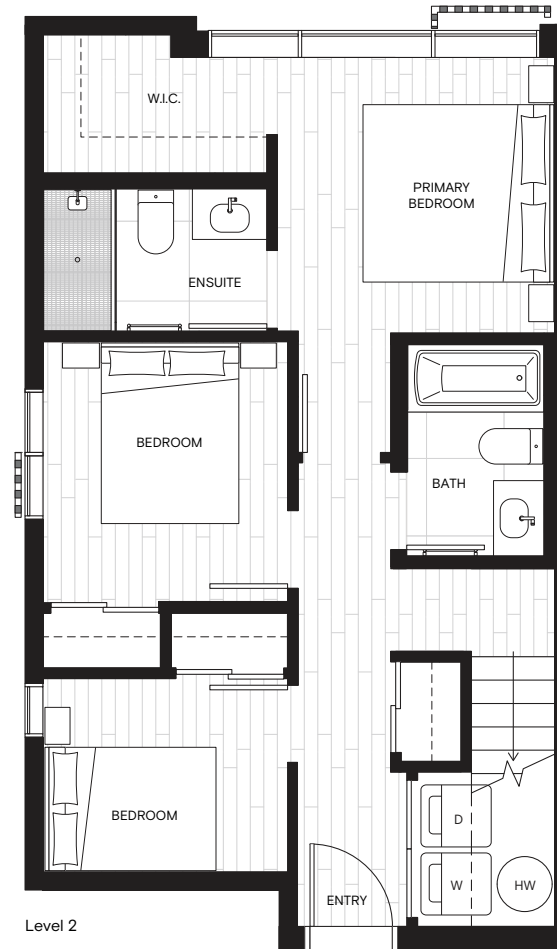 W.I.C.
PRIMARY
BEDROOM
ENSUITE
BEDROOM
BATH
BEDROOM
D
W
HW
ENTRY
Level 2